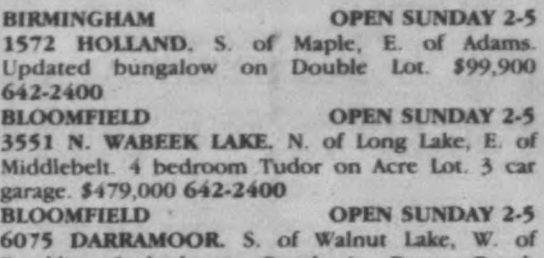 BIRMINGHAM OPEN SUNDAY 2-5
1572 HOLLAND. S. of Maple, E. of Adams.
Updated bungalow on Double Lot. $99,900
642-2400
BLOOMFIELD OPEN SUNDAY 2-5
3551 N. WABEEK LAKE. N. of Long Lake, E. of
Middlebelt. 4 bedroom Tudor on Acre Lot. 3 car
garage. $479,000 642-2400
BLOOMFIELD OPEN SUNDAY 2-5
6075 DARRAMOOR. S. of Walnut Lake, W. of